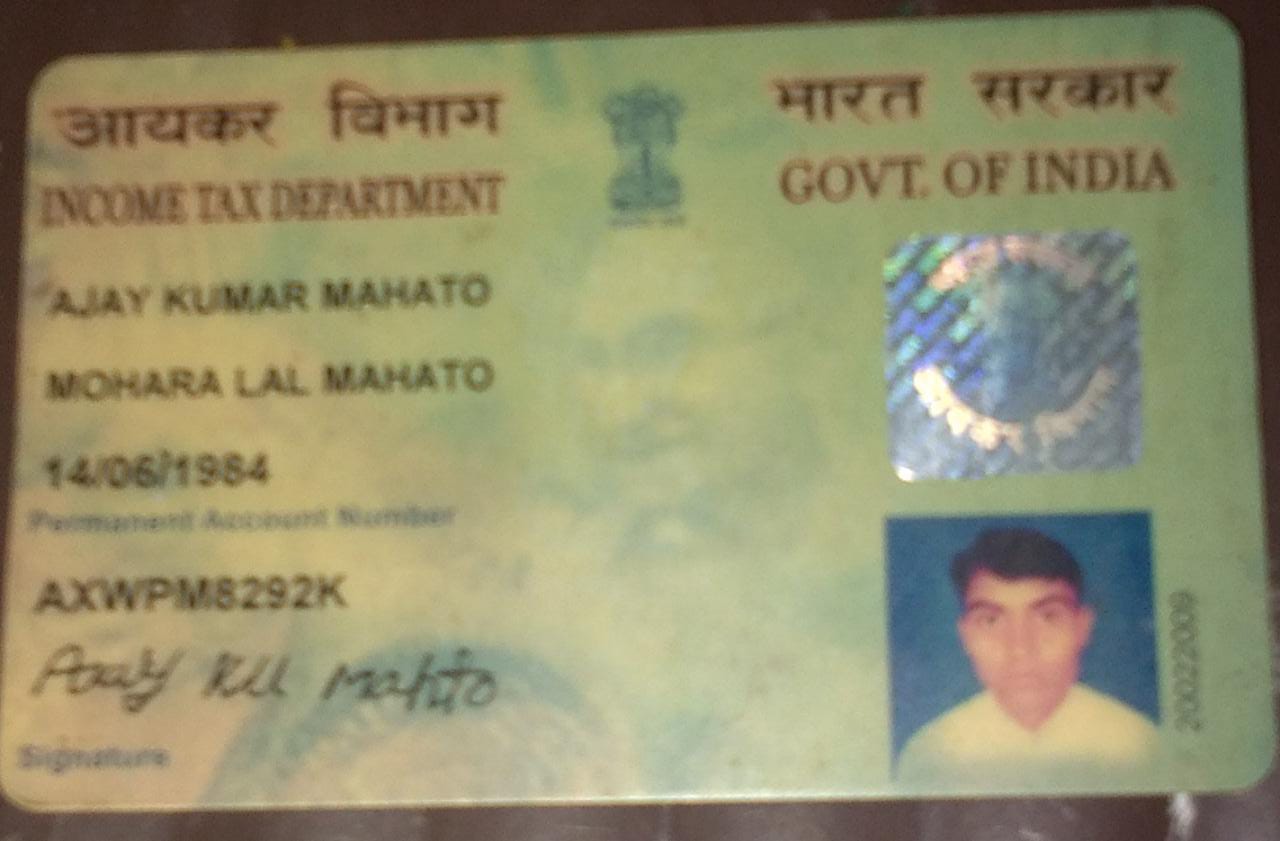 आयकर विभाग
INCOME TAX DEPARTMENT
भारत सरकार
GOVT. OF INDIA
AJAY KUMAR MAHATO
MOHARA LAL MAHATO
14/06/1984
Permanent Account Number
AXWPM8292K
Ajay KU Mahato
Signature
20022009